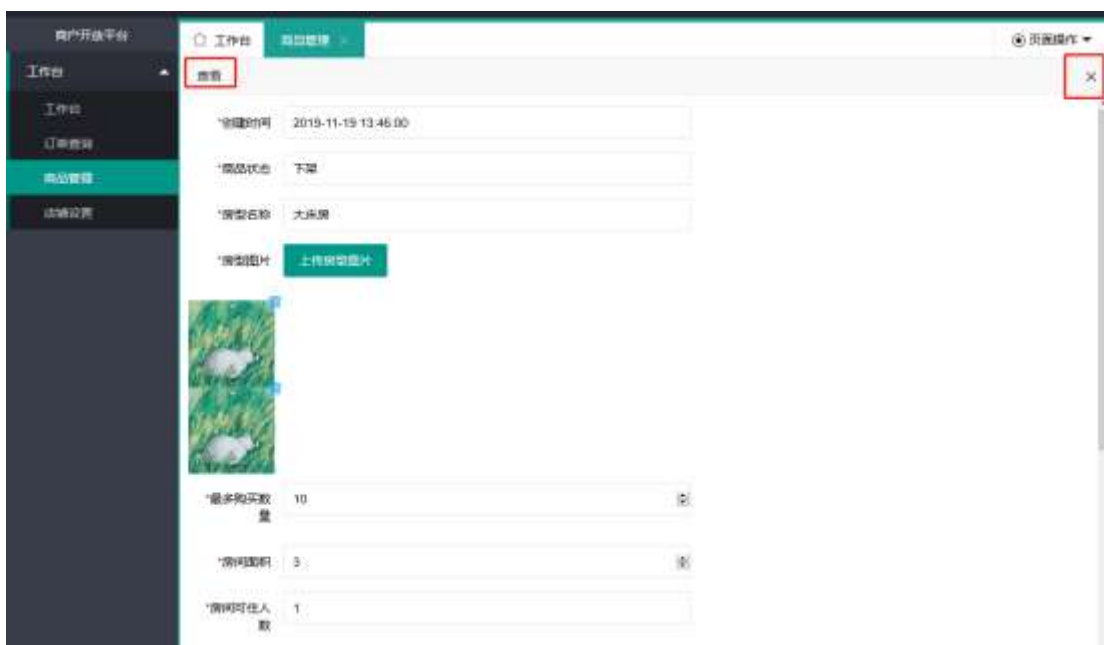 商户开放平台
工作台
商品管理
页面操作
工作台
查看
工作台
订单查询
商品管理
店铺设置
*创建时间
2019-11-19 13:46:00
*商品状态
下架
*房型名称
大床房
*房型图片
上传房型图片
*最多购买数
量
10
*房间面积
3
*房间可住人
数
1